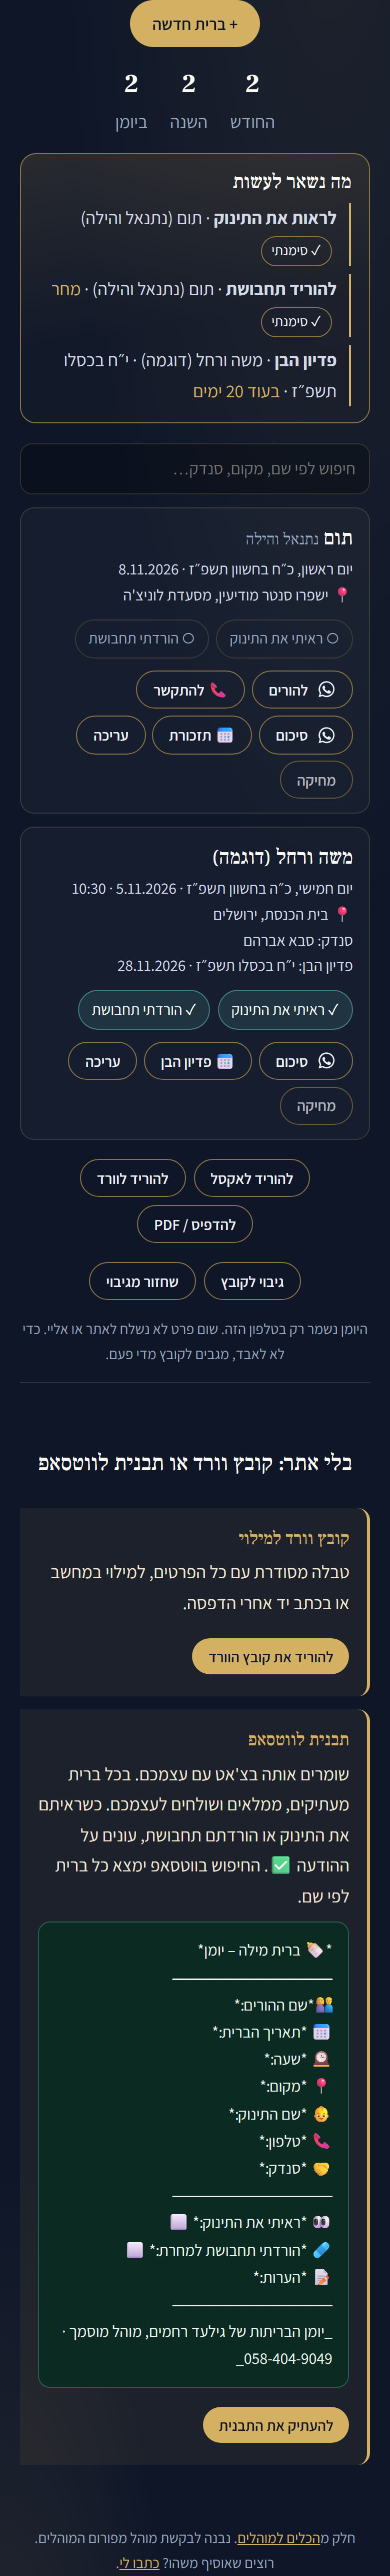 + ברית חדשה
2 2 2
החודש השנה ביומן
מה נשאר לעשות
לראות את התינוק · תום (נתנאל והילה)
✓ סימנתי
להוריד תחבושת · תום (נתנאל והילה) · מחר
✓ סימנתי
פדיון הבן · משה ורחל (דוגמה) · י״ח בכסלו
תשפ״ז · בעוד 20 ימים
חיפוש לפי שם, מקום, סנדק…
תום נתנאל והילה
יום ראשון, כ״ח בחשוון תשפ״ז · 8.11.2026
📍 ישפרו סנטר מודיעין, מסעדת לוניצ'ה
○ ראיתי את התינוק ○ הורדתי תחבושת
להורים 📞 להתקשר
סיכום 📅 תזכורת עריכה
מחיקה
משה ורחל (דוגמה)
יום חמישי, כ״ה בחשוון תשפ״ז · 5.11.2026 · 10:30
📍 בית הכנסת, ירושלים
סנדק: סבא אברהם
פדיון הבן: י״ח בכסלו תשפ״ז · 28.11.2026
✓ ראיתי את התינוק ✓ הורדתי תחבושת
סיכום 📅 פדיון הבן עריכה
מחיקה
להוריד לאקסל להוריד לוורד
להדפיס / PDF
גיבוי לקובץ שחזור מגיבוי
היומן נשמר רק בטלפון הזה. שום פרט לא נשלח לאתר או אליי. כדי
לא לאבד, מגבים לקובץ מדי פעם.
בלי אתר: קובץ וורד או תבנית לווטסאפ
קובץ וורד למילוי
טבלה מסודרת עם כל הפרטים, למילוי במחשב
או בכתב יד אחרי הדפסה.
להוריד את קובץ הוורד
תבנית לווטסאפ
שומרים אותה בצ'אט עם עצמכם. בכל ברית
מעתיקים, ממלאים ושולחים לעצמכם. כשראיתם
את התינוק או הורדתם תחבושת, עונים על
ההודעה ✅. החיפוש בווטסאפ ימצא כל ברית
לפי שם.
*🍼 ברית מילה – יומן*
👨‍👩‍👦 *שם ההורים:*
📅 *תאריך הברית:*
🕰️ *שעה:*
📍 *מקום:*
👶 *שם התינוק:*
📞 *טלפון:*
🤝 *סנדק:*
👀 *ראיתי את התינוק:* ⬜
🩹 *הורדתי תחבושת למחרת:* ⬜
📝 *הערות:*
_יומן הבריתות של גילעד רחמים, מוהל מוסמך ·
058-404-9049_
להעתיק את התבנית
חלק מהכלים למוהלים. נבנה לבקשת מוהל מפורום המוהלים.
רוצים שאוסיף משהו? כתבו לי.